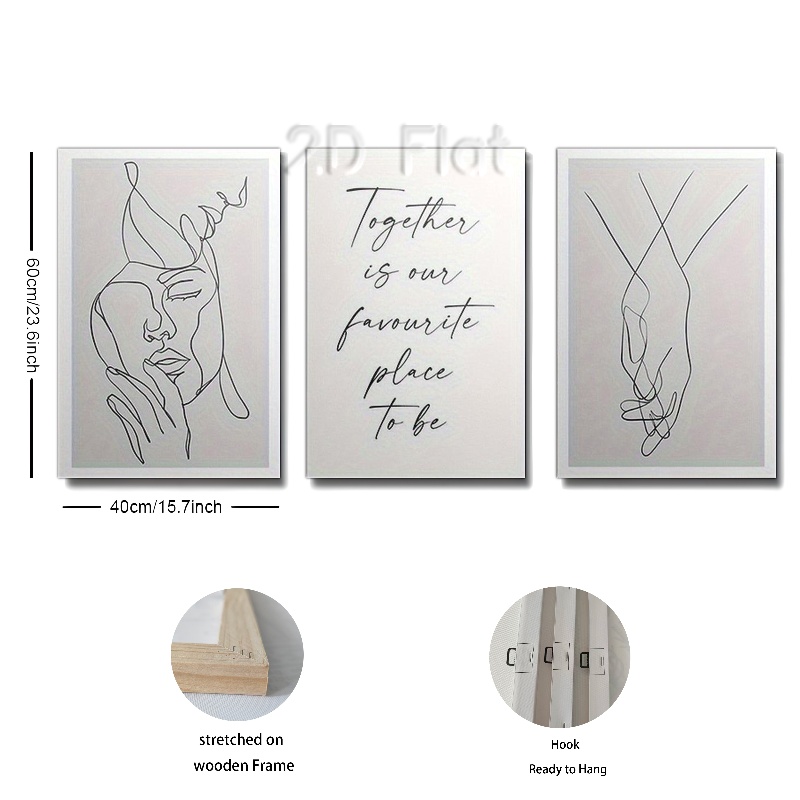 2D Flat
60cm/23.6inch
Together
is our
favourite
place
to be
40cm/15.7inch
stretched on
wooden Frame
Hook
Ready to Hang